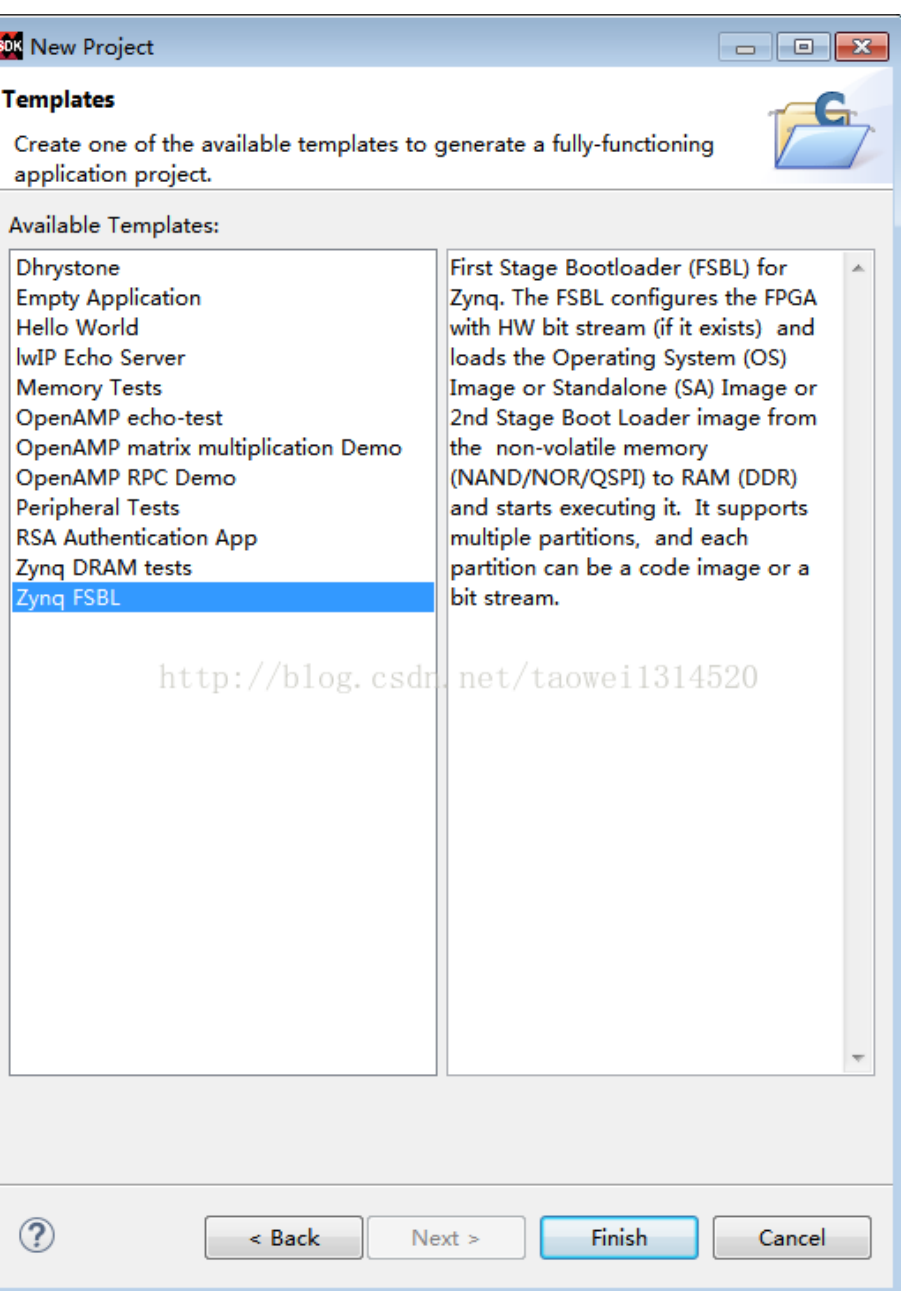 SDK New Project
Templates
Create one of the available templates to generate a fully-functioning
application project.
Available Templates:
Dhrystone
Empty Application
Hello World
lwIP Echo Server
Memory Tests
OpenAMP echo-test
OpenAMP matrix multiplication Demo
OpenAMP RPC Demo
Peripheral Tests
RSA Authentication App
Zynq DRAM tests
Zynq FSBL
First Stage Bootloader (FSBL) for
Zynq. The FSBL configures the FPGA
with HW bit stream (if it exists)  and
loads the Operating System (OS)
Image or Standalone (SA) Image or
2nd Stage Boot Loader image from
the  non-volatile memory
(NAND/NOR/QSPI) to RAM (DDR)
and starts executing it.  It supports
multiple partitions,  and each
partition can be a code image or a
bit stream.
http://blog.csdn.net/taowei1314520
< Back
Next >
Finish
Cancel